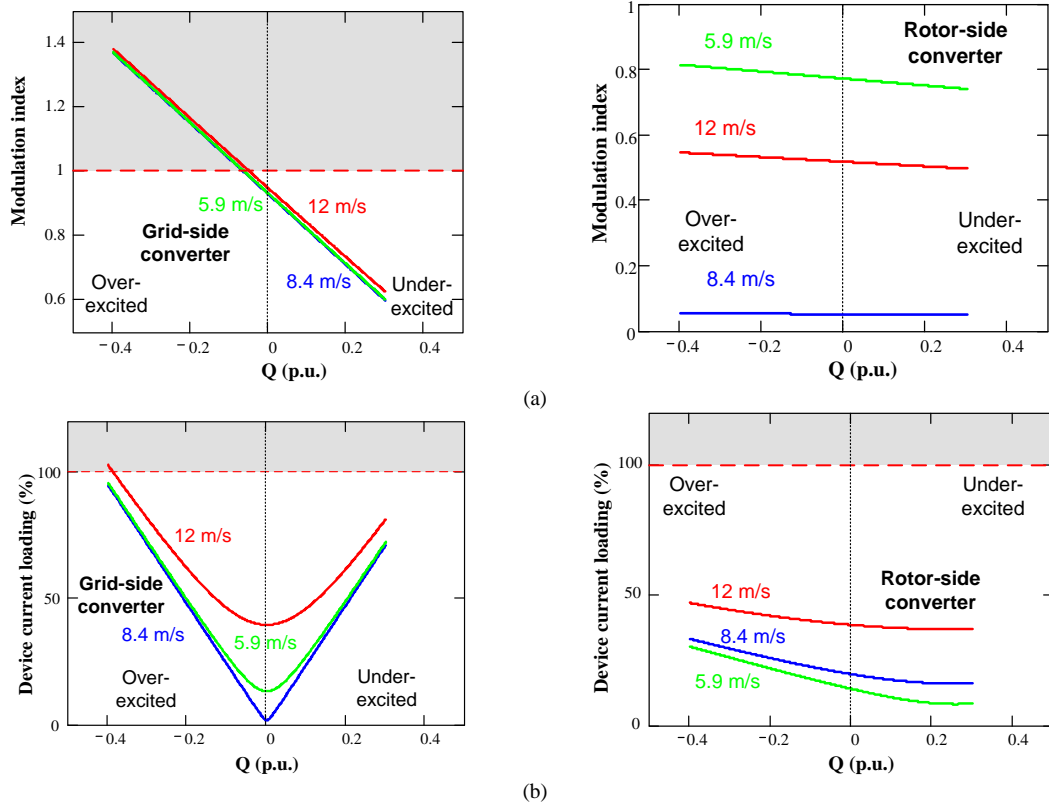 1.4
1.2
1
0.8
0.6
Modulation index
5.9 m/s
12 m/s
Grid-side
converter
8.4 m/s
Over-
excited
Under-
excited
−0.4
−0.2
0
0.2
0.4
Q (p.u.)
1
0.8
0.6
0.4
0.2
0
Modulation index
Rotor-side
converter
5.9 m/s
12 m/s
Over-
excited
Under-
excited
8.4 m/s
−0.4
−0.2
0
0.2
0.4
Q (p.u.)
(a)
100
50
0
Device current loading (%)
12 m/s
Grid-side
converter
8.4 m/s
5.9 m/s
Over-
excited
Under-
excited
−0.4
−0.2
0
0.2
0.4
Q (p.u.)
100
50
0
Device current loading (%)
Over-
excited
Under-
excited
12 m/s
Rotor-side
converter
8.4 m/s
5.9 m/s
−0.4
−0.2
0
0.2
0.4
Q (p.u.)
(b)